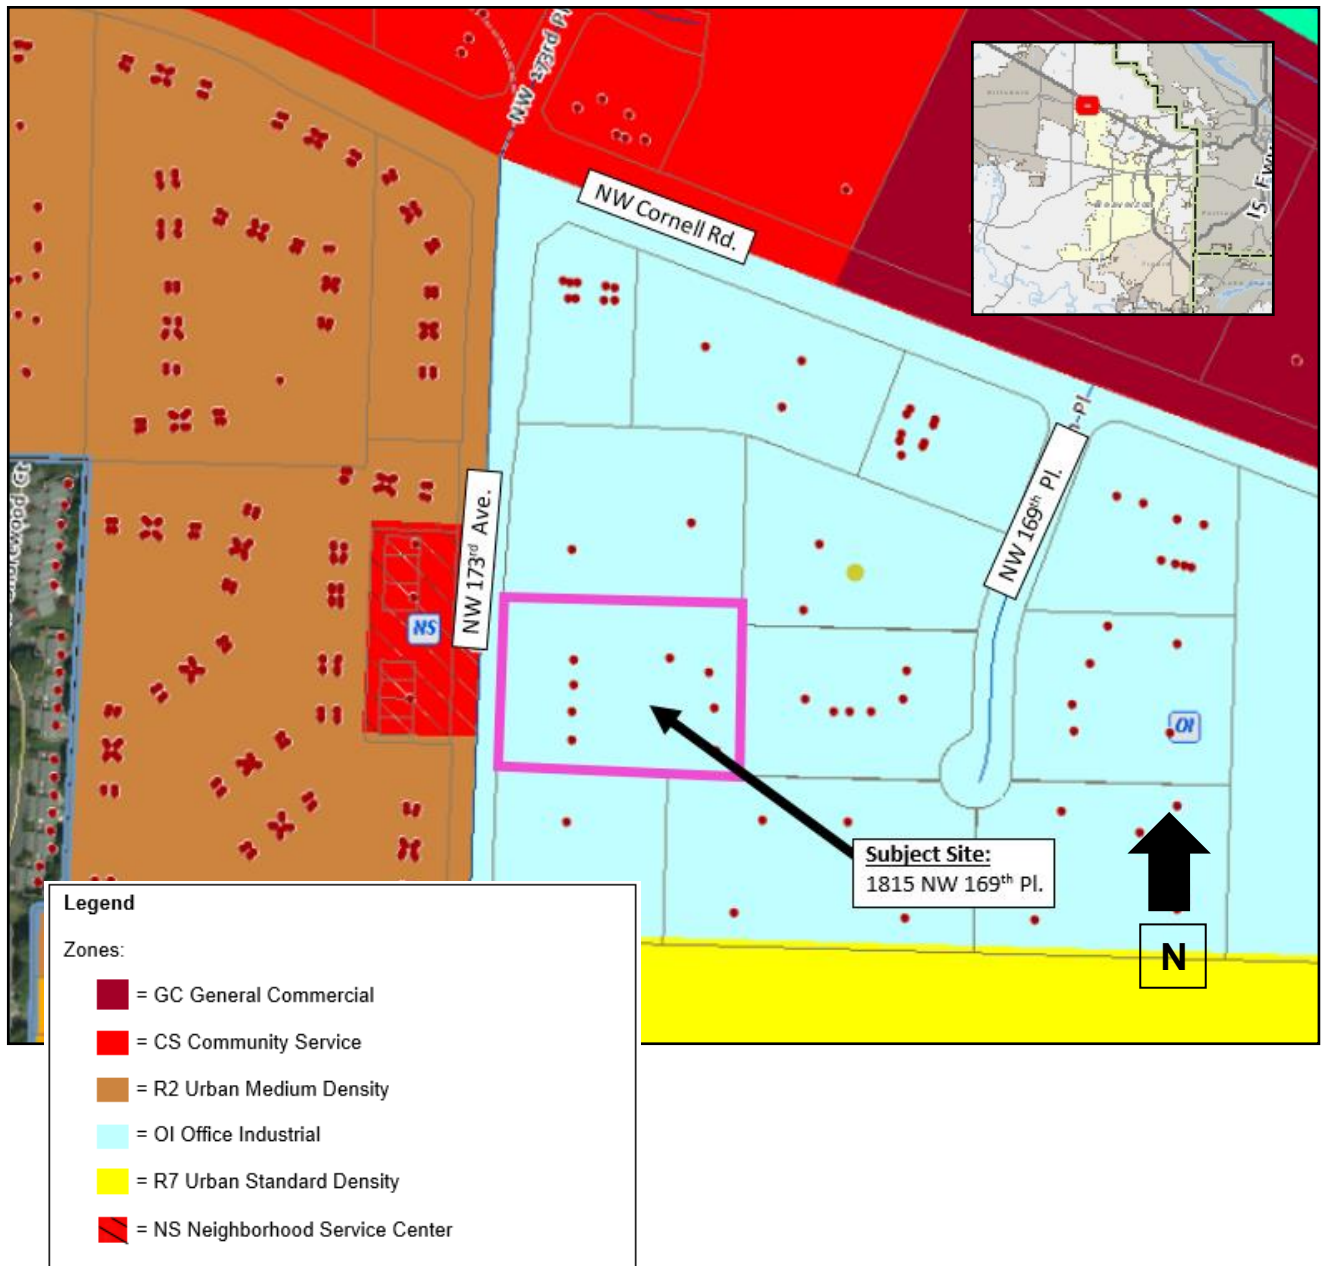 NW 173rd Pl
NW Cornell Rd.
I5 Fwy
NW 173rd Ave.
NS
NW 169th Pl.
OI
Subject Site:
1815 NW 169th Pl.
N
Legend
Zones:
= GC General Commercial
= CS Community Service
= R2 Urban Medium Density
= OI Office Industrial
= R7 Urban Standard Density
= NS Neighborhood Service Center